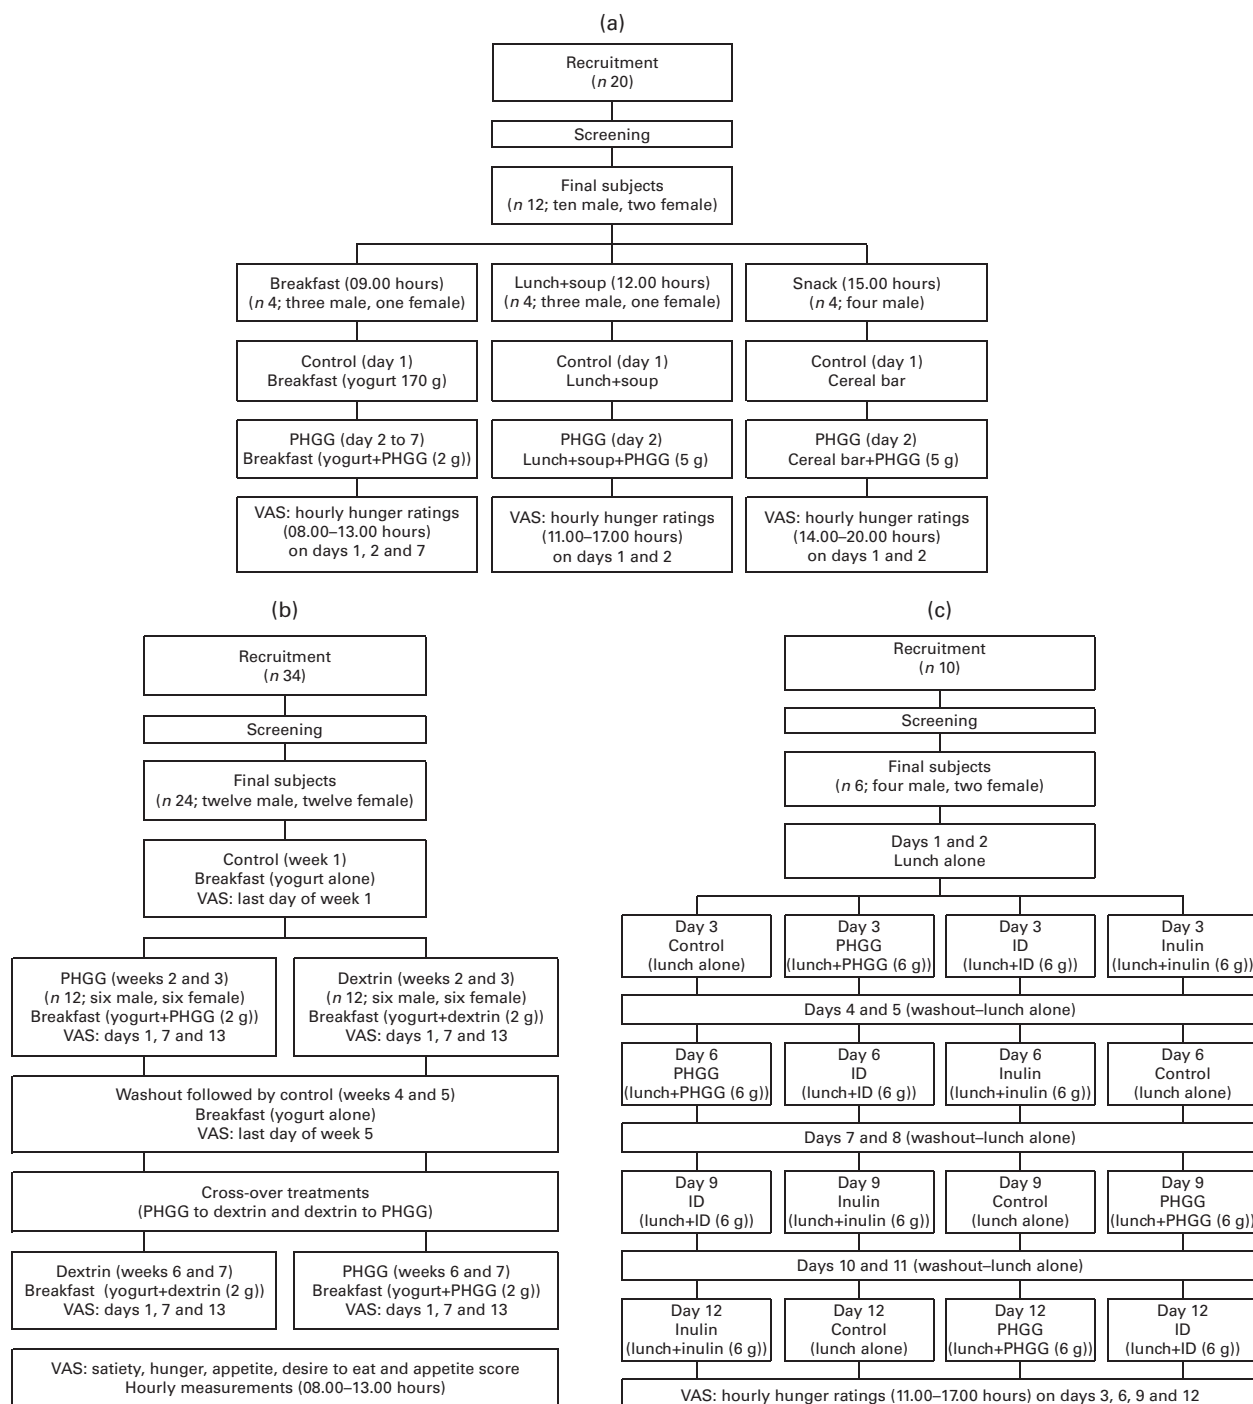 (a)
Recruitment
(n 20)
Screening
Final subjects
(n 12; ten male, two female)
Breakfast (09.00 hours)
(n 4; three male, one female)
Lunch+soup (12.00 hours)
(n 4; three male, one female)
Snack (15.00 hours)
(n 4; four male)
Control (day 1)
Breakfast (yogurt 170 g)
Control (day 1)
Lunch+soup
Control (day 1)
Cereal bar
PHGG (day 2 to 7)
Breakfast (yogurt+PHGG (2 g))
PHGG (day 2)
Lunch+soup+PHGG (5 g)
PHGG (day 2)
Cereal bar+PHGG (5 g)
VAS: hourly hunger ratings
(08.00–13.00 hours)
on days 1, 2 and 7
VAS: hourly hunger ratings
(11.00–17.00 hours)
on days 1 and 2
VAS: hourly hunger ratings
(14.00–20.00 hours)
on days 1 and 2
(b)
Recruitment
(n 34)
Screening
Final subjects
(n 24; twelve male, twelve female)
Control (week 1)
Breakfast (yogurt alone)
VAS: last day of week 1
PHGG (weeks 2 and 3)
(n 12; six male, six female)
Breakfast (yogurt+PHGG (2 g))
VAS: days 1, 7 and 13
Dextrin (weeks 2 and 3)
(n 12; six male, six female)
Breakfast (yogurt+dextrin (2 g))
VAS: days 1, 7 and 13
Washout followed by control (weeks 4 and 5)
Breakfast (yogurt alone)
VAS: last day of week 5
Cross-over treatments
(PHGG to dextrin and dextrin to PHGG)
Dextrin (weeks 6 and 7)
Breakfast (yogurt+dextrin (2 g))
VAS: days 1, 7 and 13
PHGG (weeks 6 and 7)
Breakfast (yogurt+PHGG (2 g))
VAS: days 1, 7 and 13
VAS: satiety, hunger, appetite, desire to eat and appetite score
Hourly measurements (08.00–13.00 hours)
(c)
Recruitment
(n 10)
Screening
Final subjects
(n 6; four male, two female)
Days 1 and 2
Lunch alone
Day 3
Control
(lunch alone)
Day 3
PHGG
(lunch+PHGG (6 g))
Day 3
ID
(lunch+ID (6 g))
Day 3
Inulin
(lunch+inulin (6 g))
Days 4 and 5 (washout–lunch alone)
Day 6
PHGG
(lunch+PHGG (6 g))
Day 6
ID
(lunch+ID (6 g))
Day 6
Inulin
(lunch+inulin (6 g))
Day 6
Control
(lunch alone)
Days 7 and 8 (washout–lunch alone)
Day 9
ID
(lunch+ID (6 g))
Day 9
Inulin
(lunch+inulin (6 g))
Day 9
Control
(lunch alone)
Day 9
PHGG
(lunch+PHGG (6 g))
Days 10 and 11 (washout–lunch alone)
Day 12
Inulin
(lunch+inulin (6 g))
Day 12
Control
(lunch alone)
Day 12
PHGG
(lunch+PHGG (6 g))
Day 12
ID
(lunch+ID (6 g))
VAS: hourly hunger ratings (11.00–17.00 hours) on days 3, 6, 9 and 12